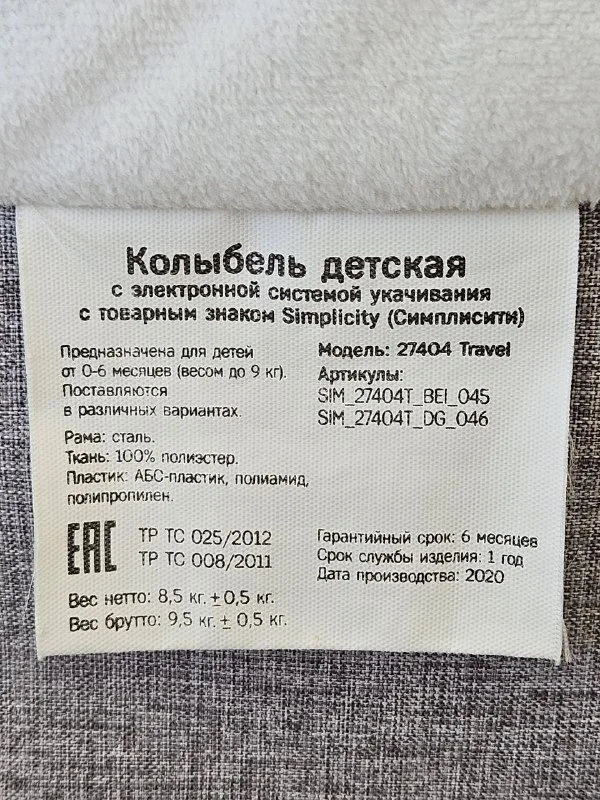 Колыбель детская
с электронной системой укачивания
с товарным знаком Simplicity (Симплисити)
Предназначена для детей
от 0-6 месяцев (весом до 9 кг).
Поставляются
в различных вариантах.
Рама: сталь.
Ткань: 100% полиэстер.
Пластик: АБС-пластик, полиамид,
полипропилен.
Модель: 27404 Travel
Артикулы:
SIM_27404T_BEI_045
SIM_27404T_DG_046
EAC
ТР ТС 025/2012
ТР ТС 008/2011
Гарантийный срок: 6 месяцев
Срок службы изделия: 1 год
Дата производства: 2020
Вес нетто: 8,5 кг. ± 0,5 кг.
Вес брутто: 9,5 кг. ± 0,5 кг.